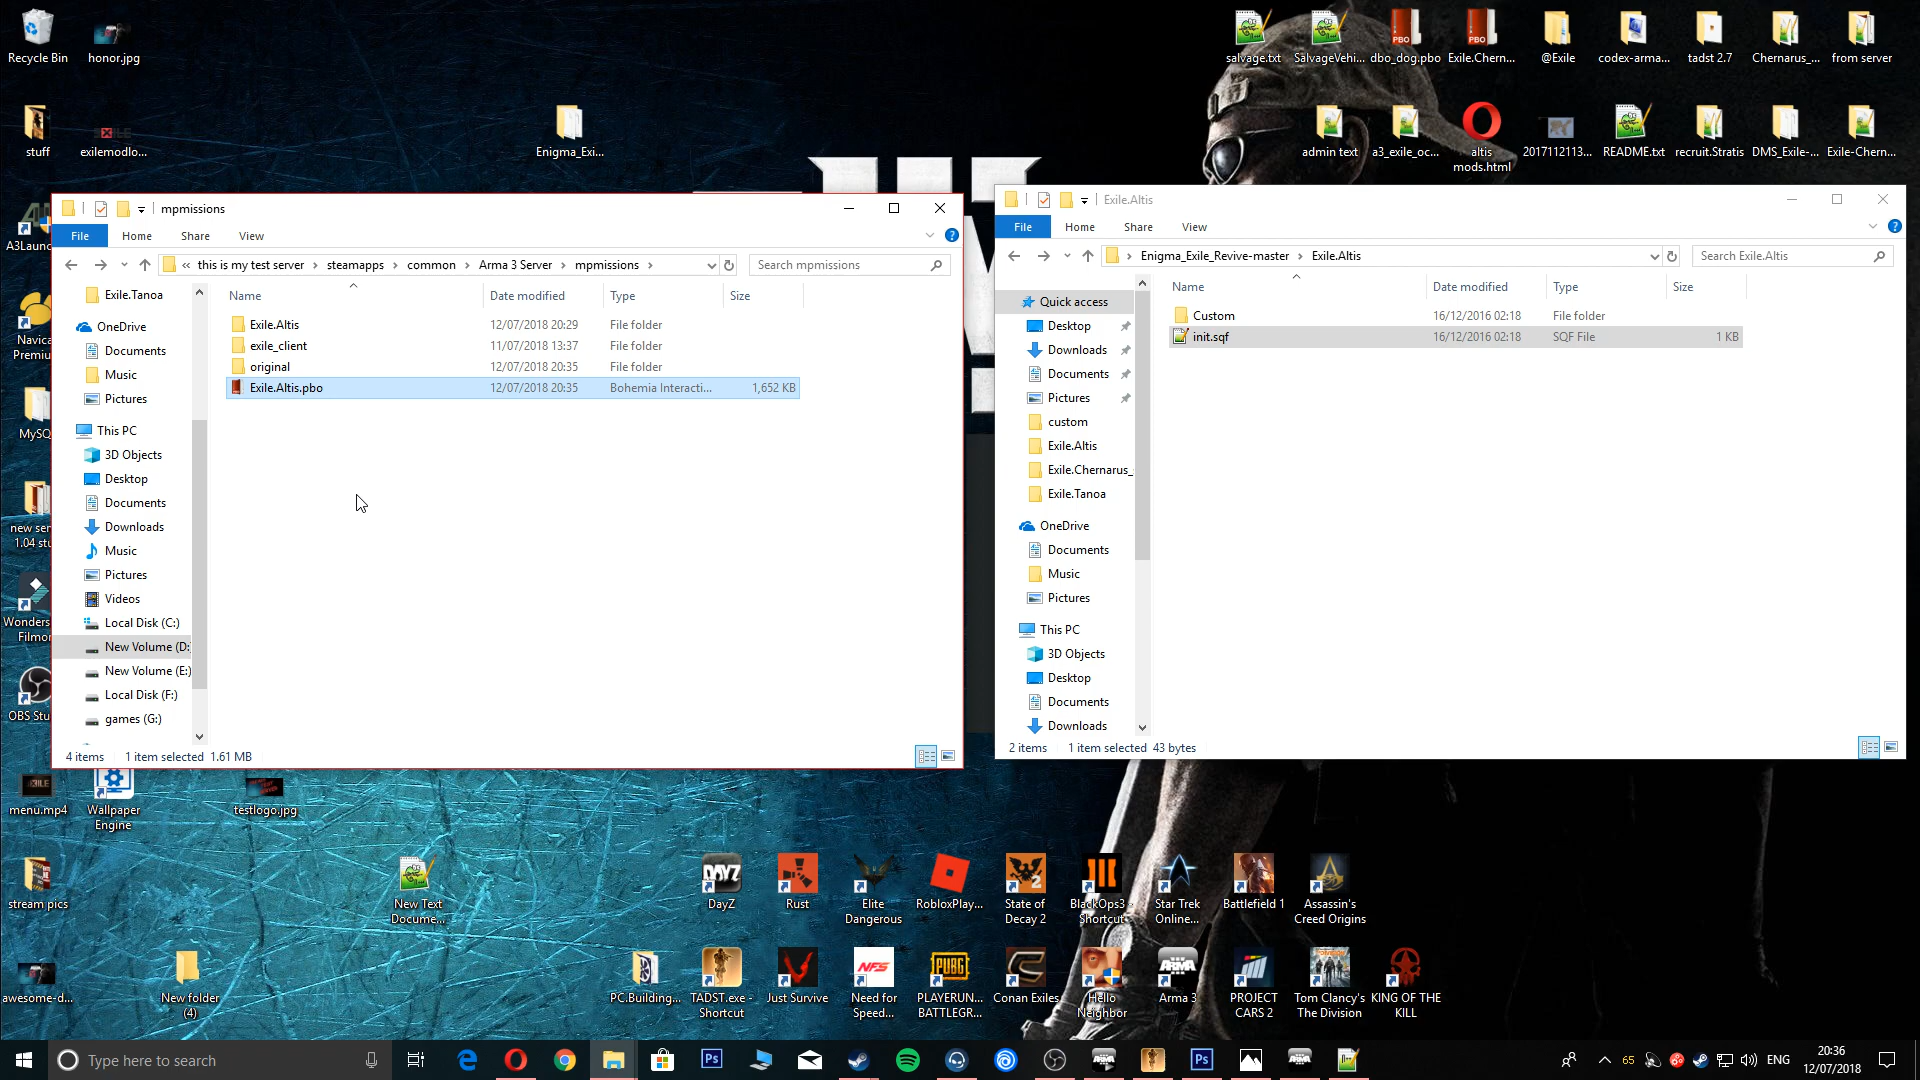 Recycle Bin
honor.jpg
salvage.txt
SalvageVehi...
dbo_dog.pbo
Exile.Chern...
@Exile
codex-arma...
tadst 2.7
Chernarus_...
from server
stuff
exilemodlo...
Enigma_Exi...
admin text
a3_exile_oc...
altis
mods.html
2017112113...
README.txt
recruit.Stratis
DMS_Exile-...
Exile-Chern...
mpmissions
File
Home
Share
View
« this is my test server › steamapps › common › Arma 3 Server › mpmissions ›
Search mpmissions
Exile.Tanoa
OneDrive
Documents
Music
Pictures
This PC
3D Objects
Desktop
Documents
Downloads
Music
Pictures
Videos
Local Disk (C:)
New Volume (D:
New Volume (E:)
Local Disk (F:)
games (G:)
Name
Date modified
Type
Size
Exile.Altis 12/07/2018 20:29 File folder
exile_client 11/07/2018 13:37 File folder
original 12/07/2018 20:35 File folder
Exile.Altis.pbo 12/07/2018 20:35 Bohemia Interacti... 1,652 KB
4 items 1 item selected 1.61 MB
Exile.Altis
File
Home
Share
View
› Enigma_Exile_Revive-master › Exile.Altis
Search Exile.Altis
Quick access
Desktop
Downloads
Documents
Pictures
custom
Exile.Altis
Exile.Chernarus_
Exile.Tanoa
OneDrive
Documents
Music
Pictures
This PC
3D Objects
Desktop
Documents
Downloads
Name
Date modified
Type
Size
Custom 16/12/2016 02:18 File folder
init.sqf 16/12/2016 02:18 SQF File 1 KB
2 items 1 item selected 43 bytes
A3Launc
Navica
Premiu
MySQ
new ser
1.04 stu
Wonders
Filmor
OBS Stu
menu.mp4
Wallpaper
Engine
testlogo.jpg
stream pics
New Text
Docume...
DayZ
Rust
Elite
Dangerous
RobloxPlay...
State of
Decay 2
BlackOps3 -
Shortcut
Star Trek
Online...
Battlefield 1
Assassin's
Creed Origins
awesome-d...
New folder
(4)
PC.Building...
TADST.exe -
Shortcut
Just Survive
Need for
Speed...
PLAYERUN...
BATTLEGR...
Conan Exiles
Hello
Neighbor
Arma 3
PROJECT
CARS 2
Tom Clancy's
The Division
KING OF THE
KILL
Type here to search
65
ENG
20:36
12/07/2018